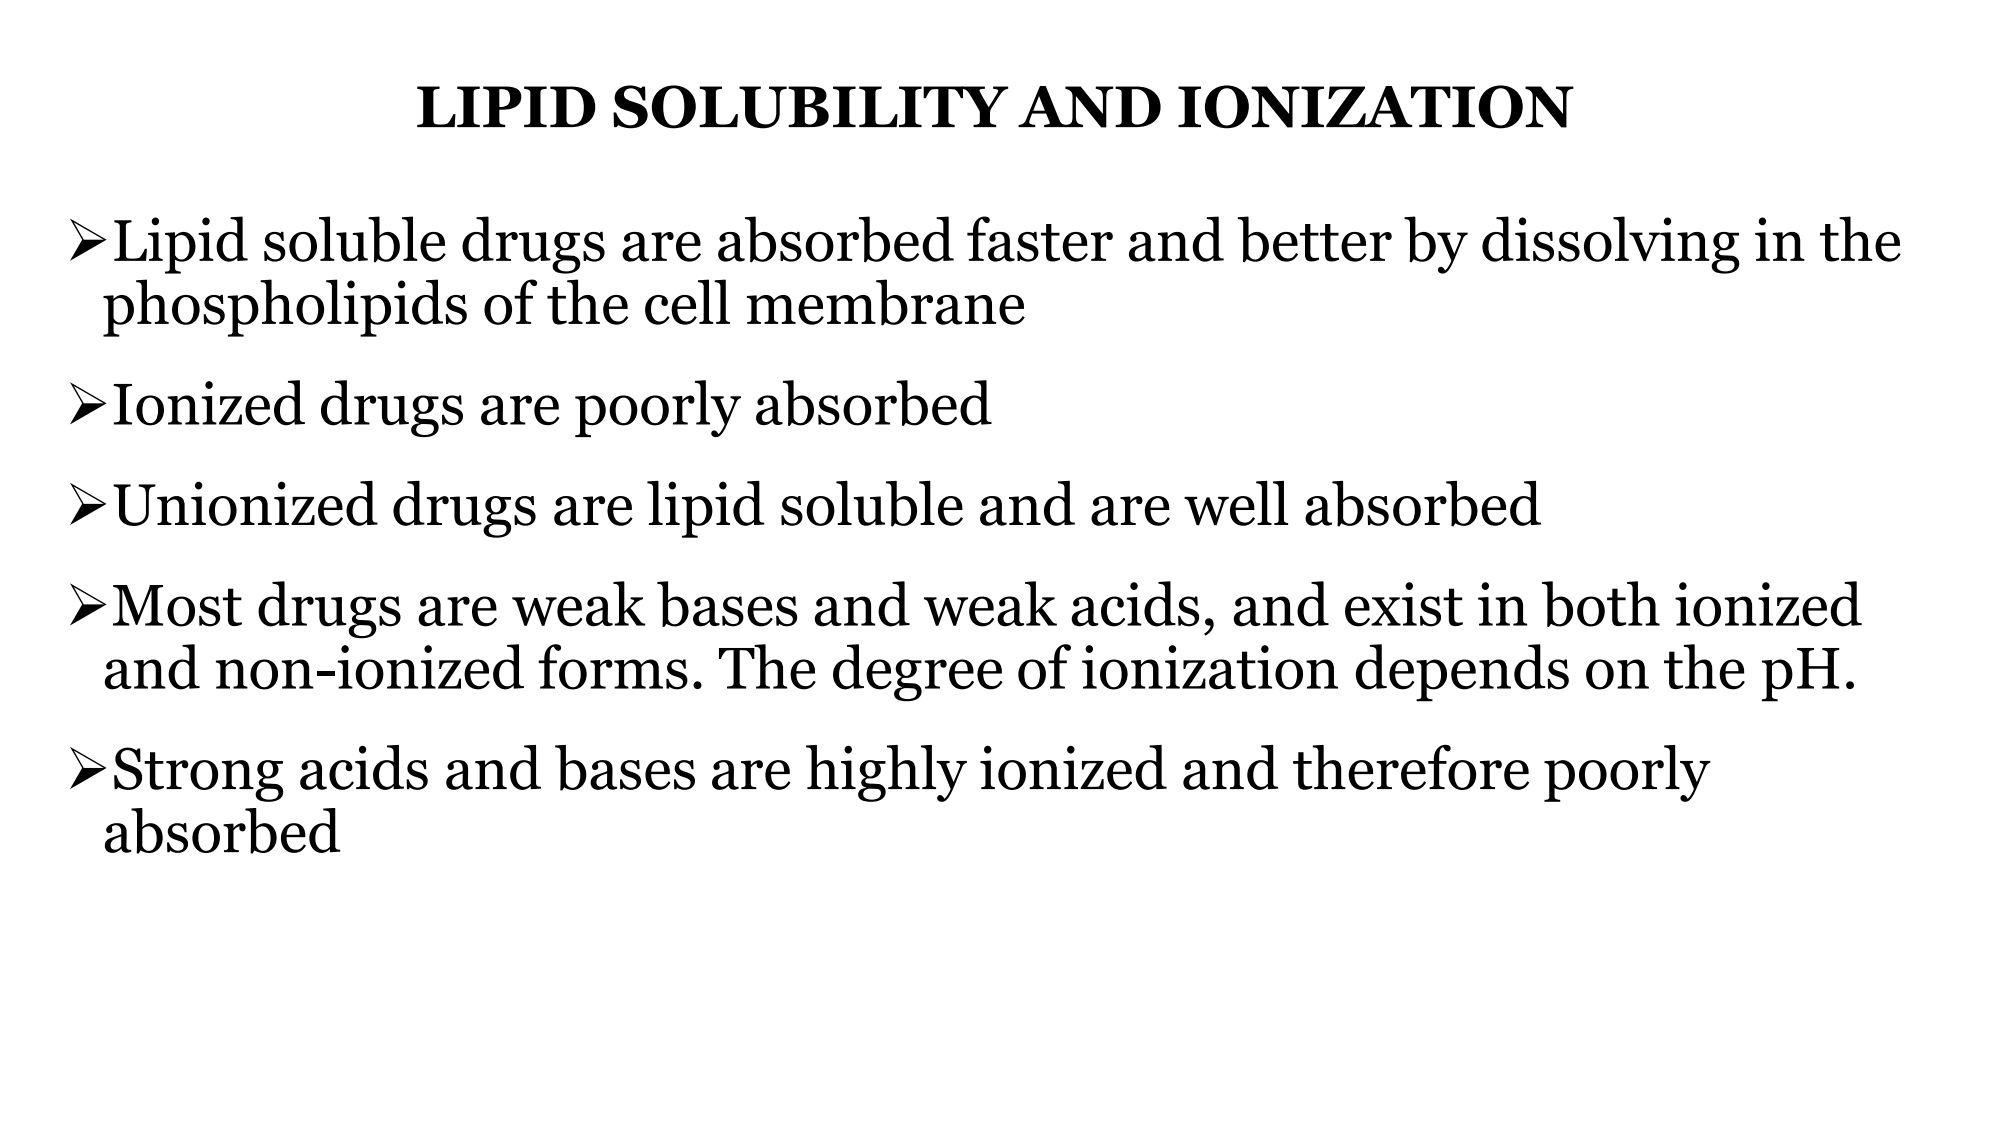 LIPID SOLUBILITY AND IONIZATION
➢Lipid soluble drugs are absorbed faster and better by dissolving in the
phospholipids of the cell membrane
➢Ionized drugs are poorly absorbed
➢Unionized drugs are lipid soluble and are well absorbed
➢Most drugs are weak bases and weak acids, and exist in both ionized
and non-ionized forms. The degree of ionization depends on the pH.
➢Strong acids and bases are highly ionized and therefore poorly
absorbed